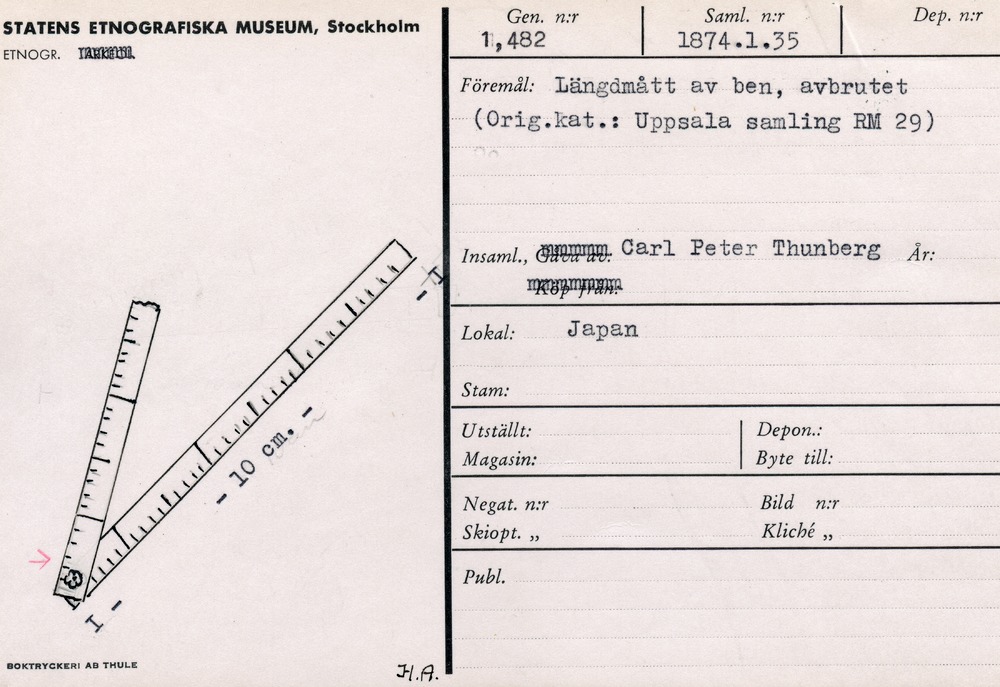 STATENS ETNOGRAFISKA MUSEUM, Stockholm
ETNOGR.
Gen. n:r
1,482
Saml. n:r
1874.1.35
Dep. n:r
Föremål: Längdmått av ben, avbrutet
(Orig.kat.: Uppsala samling RM 29)
Insaml., Gåva av: Carl Peter Thunberg År:
Köp från:
Lokal: Japan
Stam:
Utställt: Depon.:
Magasin: Byte till:
Negat. n:r Bild n:r
Skiopt. „ Kliché „
Publ.
I - - 10 cm. - - I
BOKTRYCKERI AB THULE
H.A.